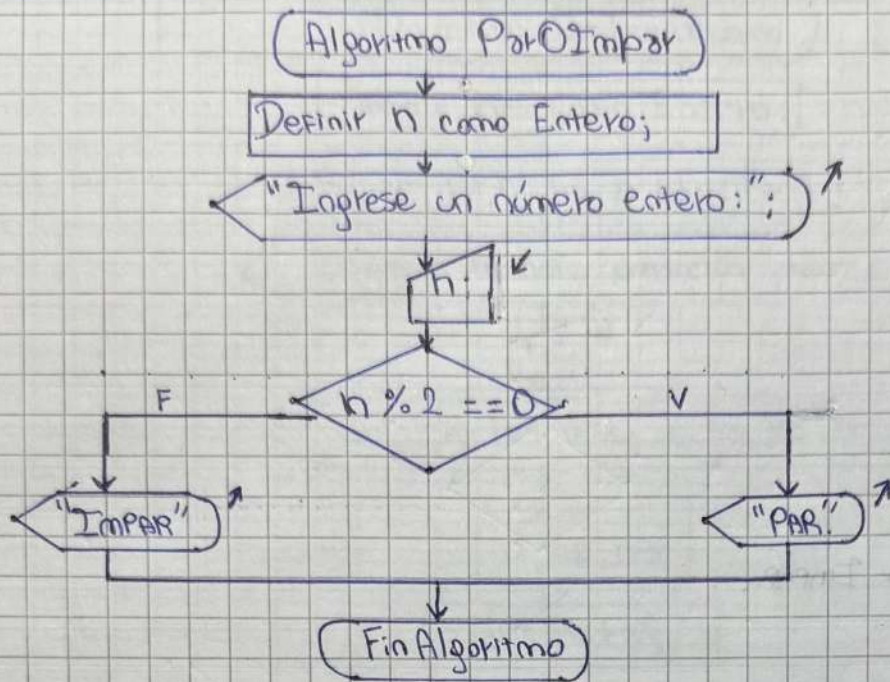 Algoritmo ParOImpar
Definir n como Entero;
"Ingrese un número entero:";
n;
n % 2 == 0
F
V
"ImPAR"
"PAR"
FinAlgoritmo